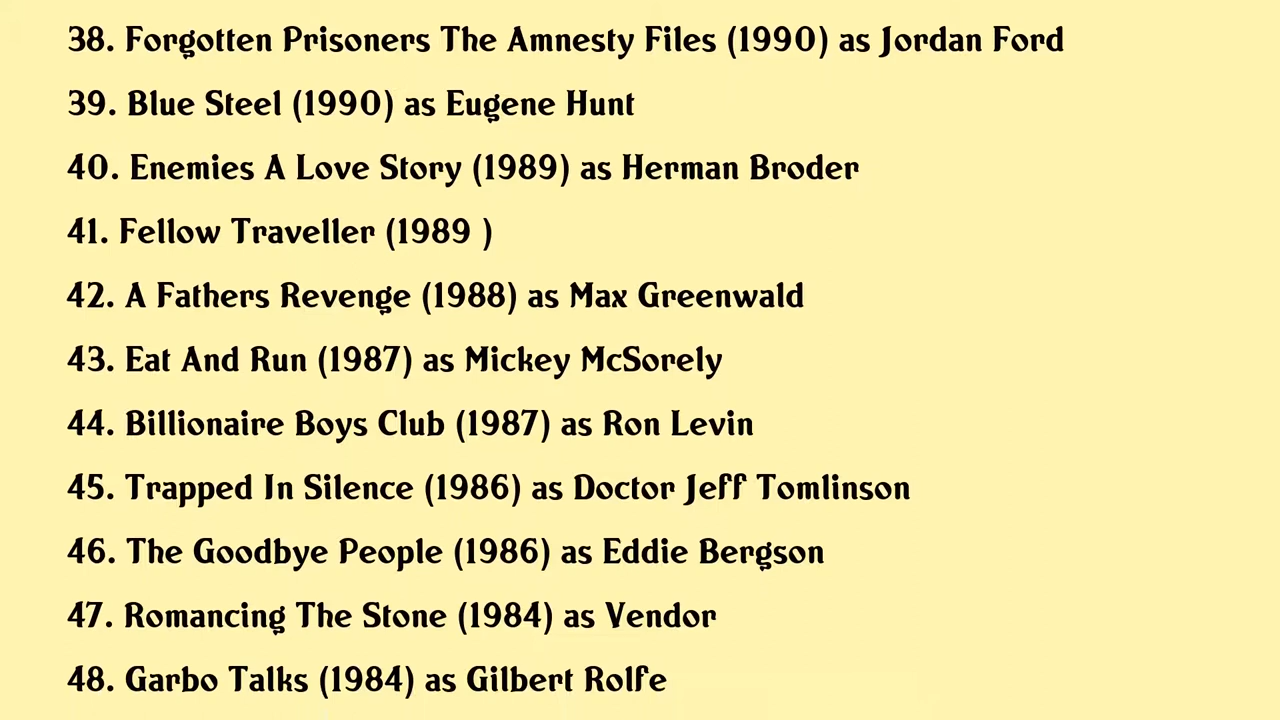 38. Forgotten Prisoners The Amnesty Files (1990) as Jordan Ford
39. Blue Steel (1990) as Eugene Hunt
40. Enemies A Love Story (1989) as Herman Broder
41. Fellow Traveller (1989 )
42. A Fathers Revenge (1988) as Max Greenwald
43. Eat And Run (1987) as Mickey McSorely
44. Billionaire Boys Club (1987) as Ron Levin
45. Trapped In Silence (1986) as Doctor Jeff Tomlinson
46. The Goodbye People (1986) as Eddie Bergson
47. Romancing The Stone (1984) as Vendor
48. Garbo Talks (1984) as Gilbert Rolfe